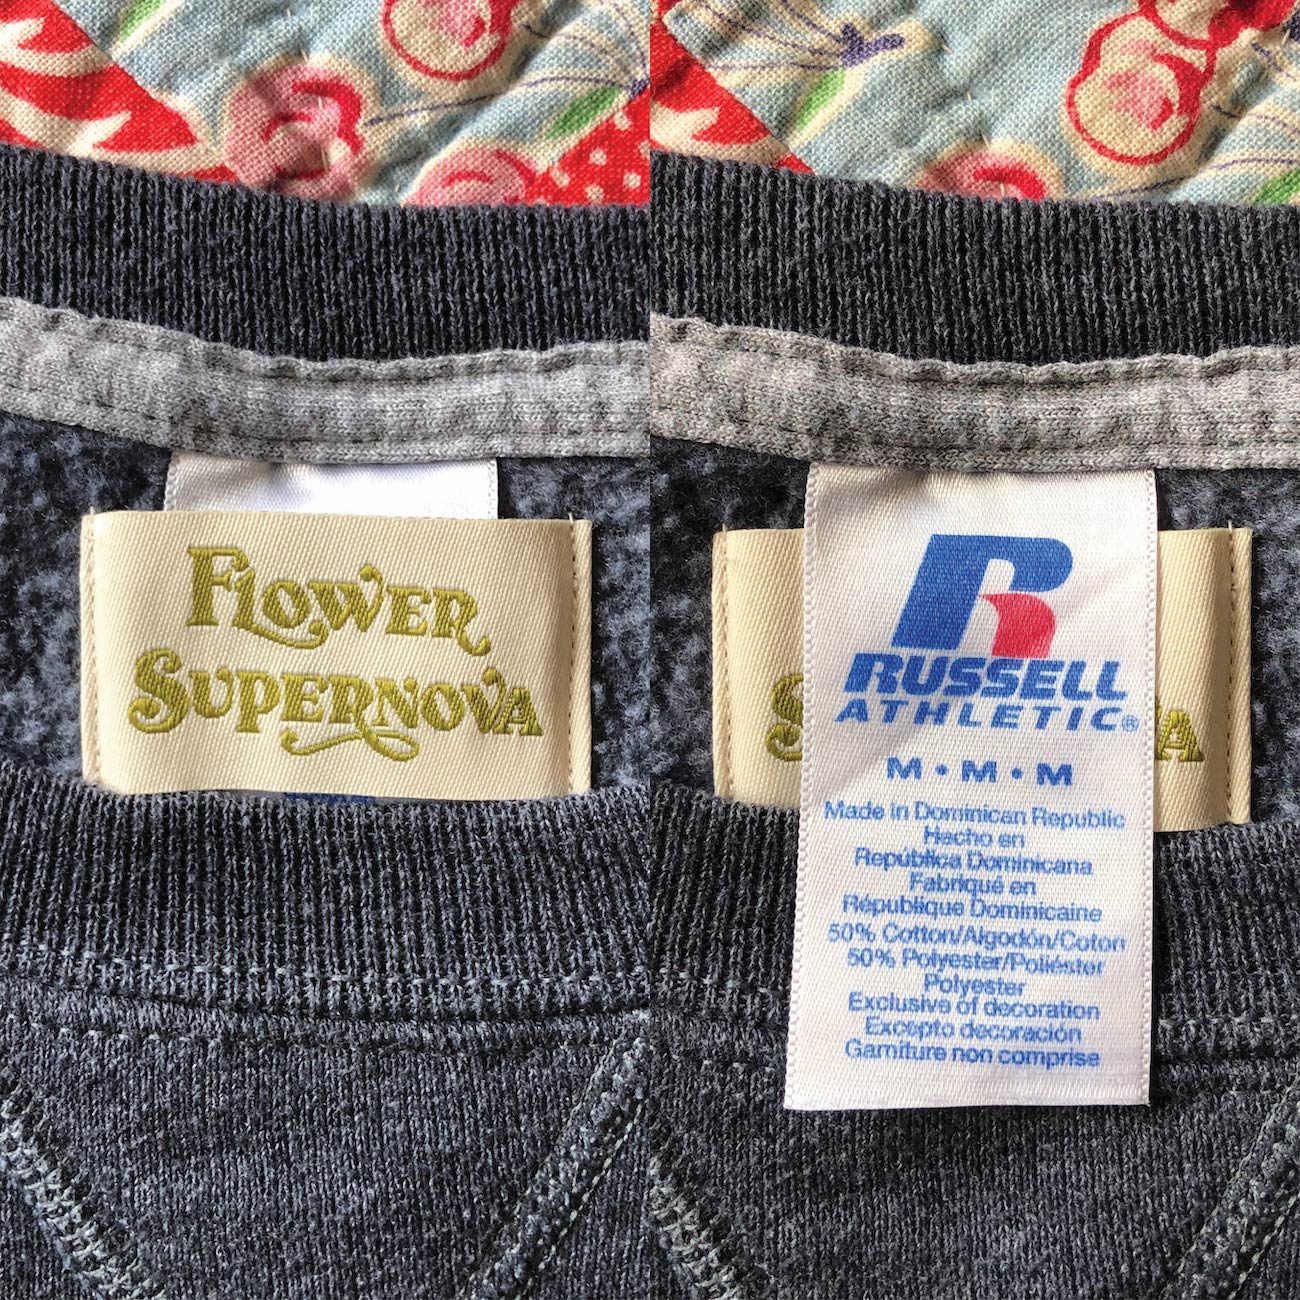 FLOWER
SUPERNOVA
RUSSELL
ATHLETIC®
M • M • M
Made in Dominican Republic
Hecho en
República Dominicana
Fabriqué en
République Dominicaine
50% Cotton/Algodón/Coton
50% Polyester/Poliéster
Polyester
Exclusive of decoration
Excepto decoración
Garniture non comprise
S
A